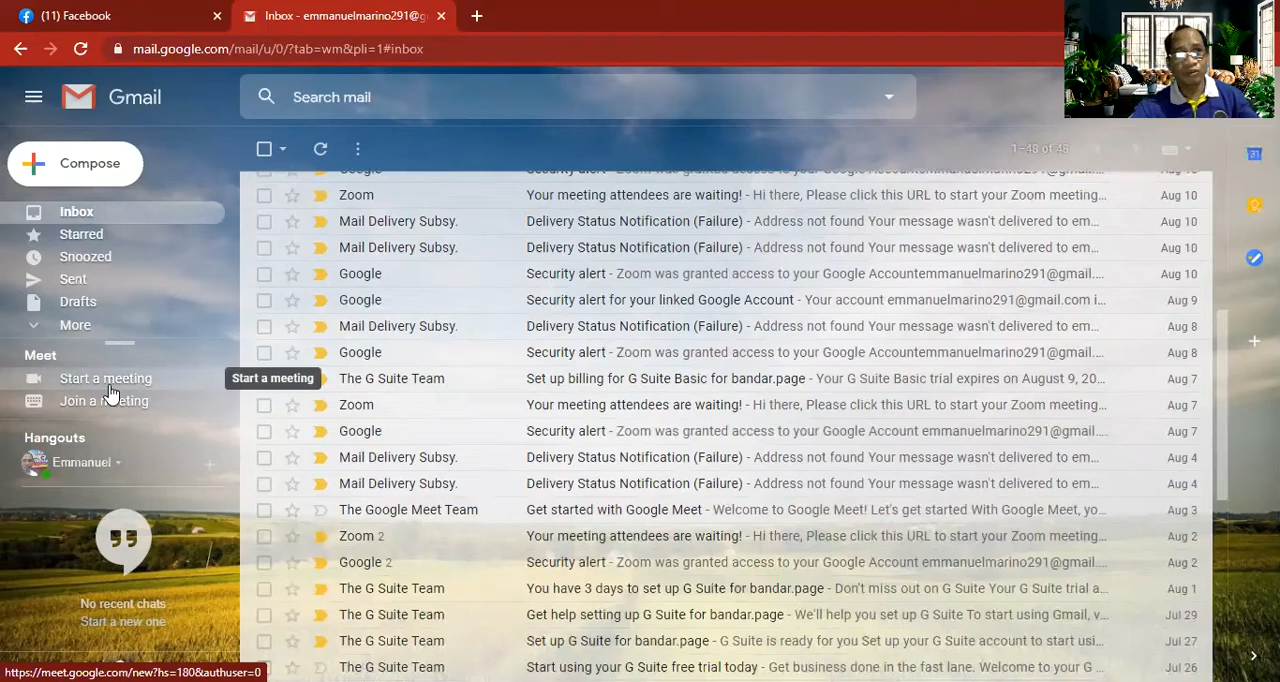 (11) Facebook
Inbox - emmanuelmarino291@g
mail.google.com/mail/u/0/?tab=wm&pli=1#inbox
Gmail
Search mail
Compose
1–48 of 48
31
Inbox
Starred
Snoozed
Sent
Drafts
More
Meet
Start a meeting
Start a meeting
Join a meeting
Hangouts
Emmanuel
No recent chats
Start a new one
Zoom Your meeting attendees are waiting! - Hi there, Please click this URL to start your Zoom meeting... Aug 10
Mail Delivery Subsy. Delivery Status Notification (Failure) - Address not found Your message wasn't delivered to em... Aug 10
Mail Delivery Subsy. Delivery Status Notification (Failure) - Address not found Your message wasn't delivered to em... Aug 10
Google Security alert - Zoom was granted access to your Google Accountemmanuelmarino291@gmail.... Aug 10
Google Security alert for your linked Google Account - Your account emmanuelmarino291@gmail.com i... Aug 9
Mail Delivery Subsy. Delivery Status Notification (Failure) - Address not found Your message wasn't delivered to em... Aug 8
Google Security alert - Zoom was granted access to your Google Accountemmanuelmarino291@gmail.... Aug 8
The G Suite Team Set up billing for G Suite Basic for bandar.page - Your G Suite Basic trial expires on August 9, 20... Aug 7
Zoom Your meeting attendees are waiting! - Hi there, Please click this URL to start your Zoom meeting... Aug 7
Google Security alert - Zoom was granted access to your Google Account emmanuelmarino291@gmail.... Aug 7
Mail Delivery Subsy. Delivery Status Notification (Failure) - Address not found Your message wasn't delivered to em... Aug 4
Mail Delivery Subsy. Delivery Status Notification (Failure) - Address not found Your message wasn't delivered to em... Aug 4
The Google Meet Team Get started with Google Meet - Welcome to Google Meet! Let's get started With Google Meet, yo... Aug 3
Zoom 2 Your meeting attendees are waiting! - Hi there, Please click this URL to start your Zoom meeting... Aug 2
Google 2 Security alert - Zoom was granted access to your Google Account emmanuelmarino291@gmail.... Aug 2
The G Suite Team You have 3 days to set up G Suite for bandar.page - Don't miss out on G Suite Your G Suite trial a... Aug 1
The G Suite Team Get help setting up G Suite for bandar.page - We'll help you set up G Suite To start using Gmail, v... Jul 29
The G Suite Team Set up G Suite for bandar.page - G Suite is ready for you Set up your G Suite account to start usi... Jul 27
The G Suite Team Start using your G Suite free trial today - Get business done in the fast lane. Welcome to your G ... Jul 26
https://meet.google.com/new?hs=180&authuser=0